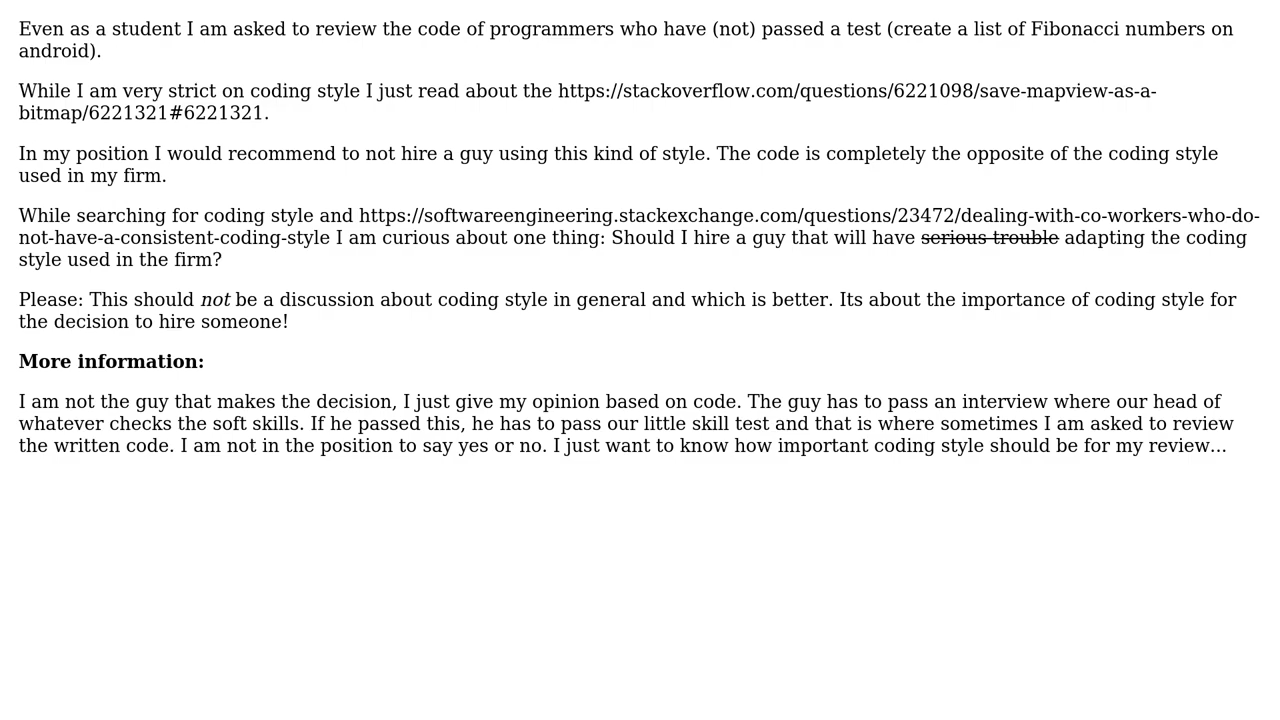 Even as a student I am asked to review the code of programmers who have (not) passed a test (create a list of Fibonacci numbers on
android).
While I am very strict on coding style I just read about the https://stackoverflow.com/questions/6221098/save-mapview-as-a-
bitmap/6221321#6221321.
In my position I would recommend to not hire a guy using this kind of style. The code is completely the opposite of the coding style
used in my firm.
While searching for coding style and https://softwareengineering.stackexchange.com/questions/23472/dealing-with-co-workers-who-do-
not-have-a-consistent-coding-style I am curious about one thing: Should I hire a guy that will have serious trouble adapting the coding
style used in the firm?
Please: This should not be a discussion about coding style in general and which is better. Its about the importance of coding style for
the decision to hire someone!
More information:
I am not the guy that makes the decision, I just give my opinion based on code. The guy has to pass an interview where our head of
whatever checks the soft skills. If he passed this, he has to pass our little skill test and that is where sometimes I am asked to review
the written code. I am not in the position to say yes or no. I just want to know how important coding style should be for my review...